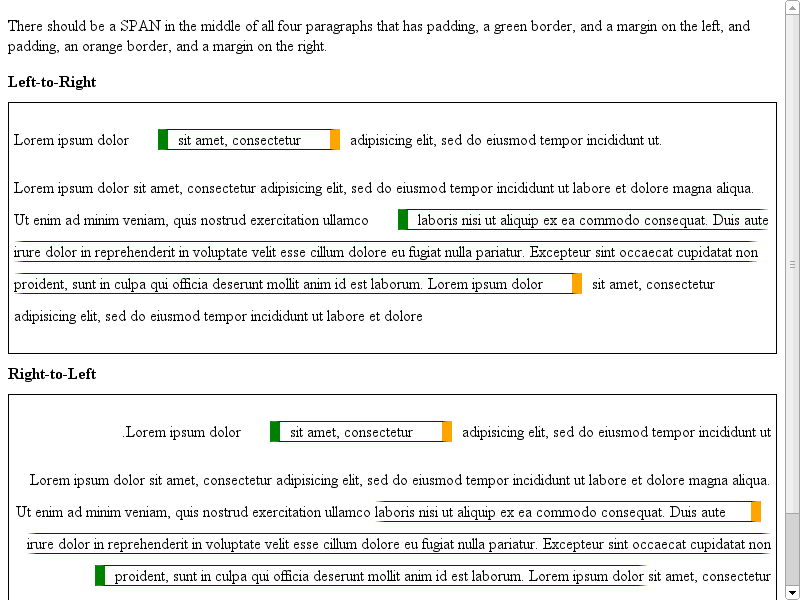 There should be a SPAN in the middle of all four paragraphs that has padding, a green border, and a margin on the left, and
padding, an orange border, and a margin on the right.
Left-to-Right
Lorem ipsum dolor sit amet, consectetur adipisicing elit, sed do eiusmod tempor incididunt ut.
Lorem ipsum dolor sit amet, consectetur adipisicing elit, sed do eiusmod tempor incididunt ut labore et dolore magna aliqua.
Ut enim ad minim veniam, quis nostrud exercitation ullamco laboris nisi ut aliquip ex ea commodo consequat. Duis aute
irure dolor in reprehenderit in voluptate velit esse cillum dolore eu fugiat nulla pariatur. Excepteur sint occaecat cupidatat non
proident, sunt in culpa qui officia deserunt mollit anim id est laborum. Lorem ipsum dolor sit amet, consectetur
adipisicing elit, sed do eiusmod tempor incididunt ut labore et dolore
Right-to-Left
.Lorem ipsum dolor sit amet, consectetur adipisicing elit, sed do eiusmod tempor incididunt ut
Lorem ipsum dolor sit amet, consectetur adipisicing elit, sed do eiusmod tempor incididunt ut labore et dolore magna aliqua.
Ut enim ad minim veniam, quis nostrud exercitation ullamco laboris nisi ut aliquip ex ea commodo consequat. Duis aute
irure dolor in reprehenderit in voluptate velit esse cillum dolore eu fugiat nulla pariatur. Excepteur sint occaecat cupidatat non
proident, sunt in culpa qui officia deserunt mollit anim id est laborum. Lorem ipsum dolor sit amet, consectetur